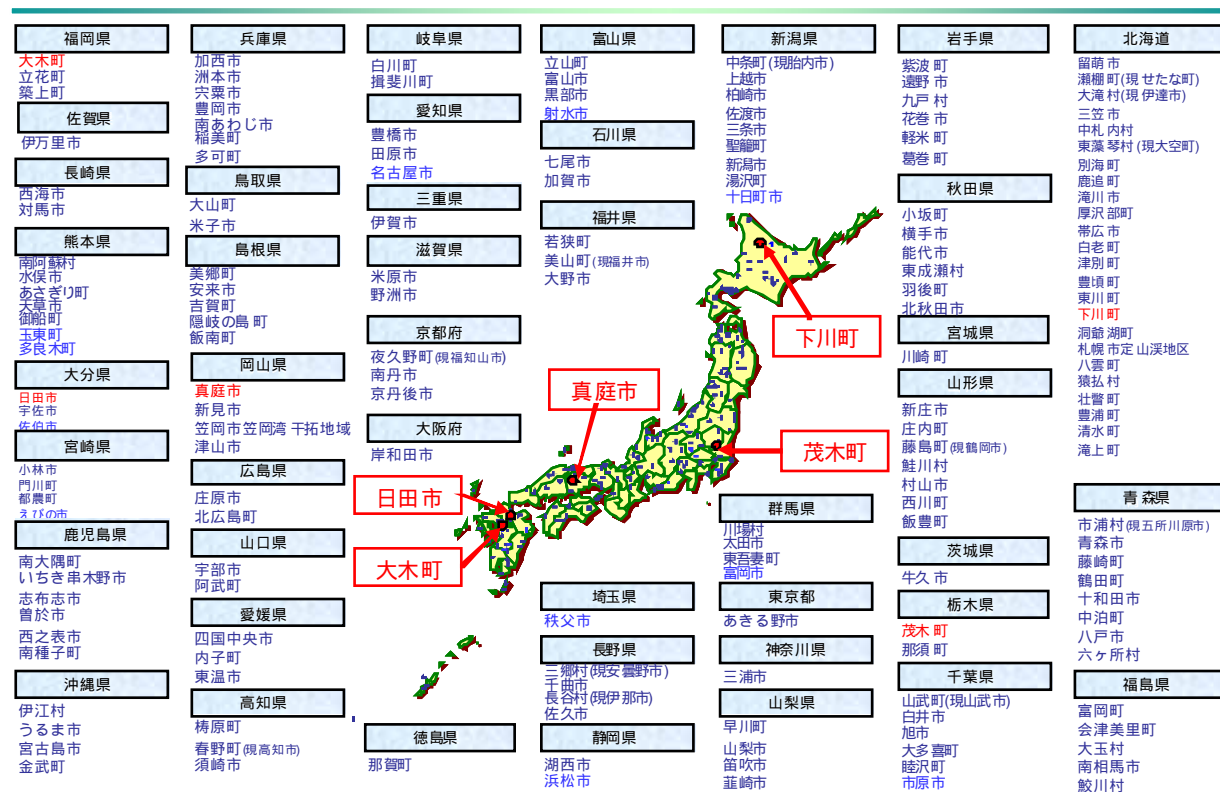 福岡県
大木町
立花町
築上町
佐賀県
伊万里市
長崎県
西海市
対馬市
熊本県
南阿蘇村
水俣市
あさぎり町
天草市
御船町
玉東町
多良木町
大分県
日田市
宇佐市
佐伯市
宮崎県
小林市
門川町
都農町
えびの市
鹿児島県
南大隅町
いちき串木野市
志布志市
曽於市
西之表市
南種子町
沖縄県
伊江村
うるま市
宮古島市
金武町
兵庫県
加西市
洲本市
宍粟市
豊岡市
南あわじ市
稲美町
多可町
鳥取県
大山町
米子市
島根県
美郷町
安来市
吉賀町
隠岐の島町
飯南町
岡山県
真庭市
新見市
笠岡市笠岡湾干拓地域
津山市
広島県
庄原市
北広島町
山口県
宇部市
阿武町
愛媛県
四国中央市
内子町
東温市
高知県
梼原町
春野町(現高知市)
須崎市
岐阜県
白川町
揖斐川町
愛知県
豊橋市
田原市
名古屋市
三重県
伊賀市
滋賀県
米原市
野洲市
京都府
夜久野町(現福知山市)
南丹市
京丹後市
大阪府
岸和田市
徳島県
那賀町
富山県
立山町
富山市
黒部市
射水市
石川県
七尾市
加賀市
福井県
若狭町
美山町(現福井市)
大野市
埼玉県
秩父市
長野県
三郷村(現安曇野市)
千曲市
長谷村(現伊那市)
佐久市
静岡県
湖西市
浜松市
新潟県
中条町(現胎内市)
上越市
柏崎市
佐渡市
三条市
聖籠町
新潟市
湯沢町
十日町市
群馬県
川場村
太田市
東吾妻町
富岡市
東京都
あきる野市
神奈川県
三浦市
山梨県
早川町
山梨市
笛吹市
韮崎市
岩手県
紫波町
遠野市
九戸村
花巻市
軽米町
葛巻町
秋田県
小坂町
横手市
能代市
東成瀬村
羽後町
北秋田市
宮城県
川崎町
山形県
新庄市
庄内町
藤島町(現鶴岡市)
鮭川村
村山市
西川町
飯豊町
茨城県
牛久市
栃木県
茂木町
那須町
千葉県
山武町(現山武市)
白井市
旭市
大多喜町
睦沢町
市原市
北海道
留萌市
瀬棚町(現せたな町)
大滝村(現伊達市)
三笠市
中札内村
東藻琴村(現大空町)
別海町
鹿追町
滝川市
厚沢部町
帯広市
白老町
津別町
豊頃町
東川町
下川町
洞爺湖町
札幌市定山渓地区
八雲町
猿払村
壮瞥町
豊浦町
清水町
滝上町
青森県
市浦村(現五所川原市)
青森市
藤崎町
鶴田町
十和田市
中泊町
八戸市
六ヶ所村
福島県
富岡町
会津美里町
大玉村
南相馬市
鮫川村
下川町
真庭市
茂木町
日田市
大木町